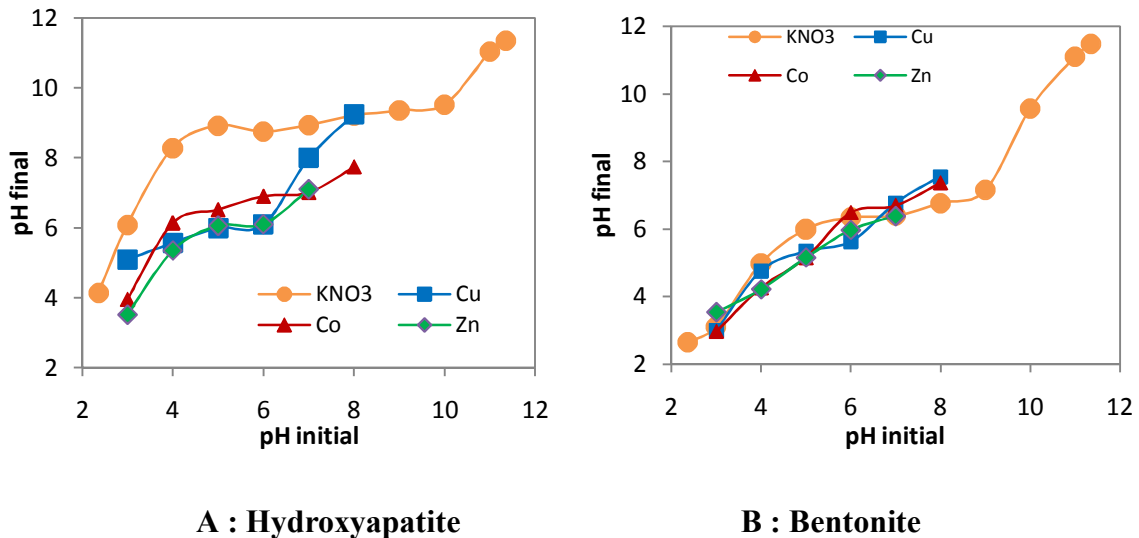 12
10
8
6
4
2
pH final
KNO3 Cu
Co Zn
2 4 6 8 10 12
pH initial
A : Hydroxyapatite
12
10
8
6
4
2
pH final
KNO3 Cu
Co Zn
2 4 6 8 10 12
pH initial
B : Bentonite